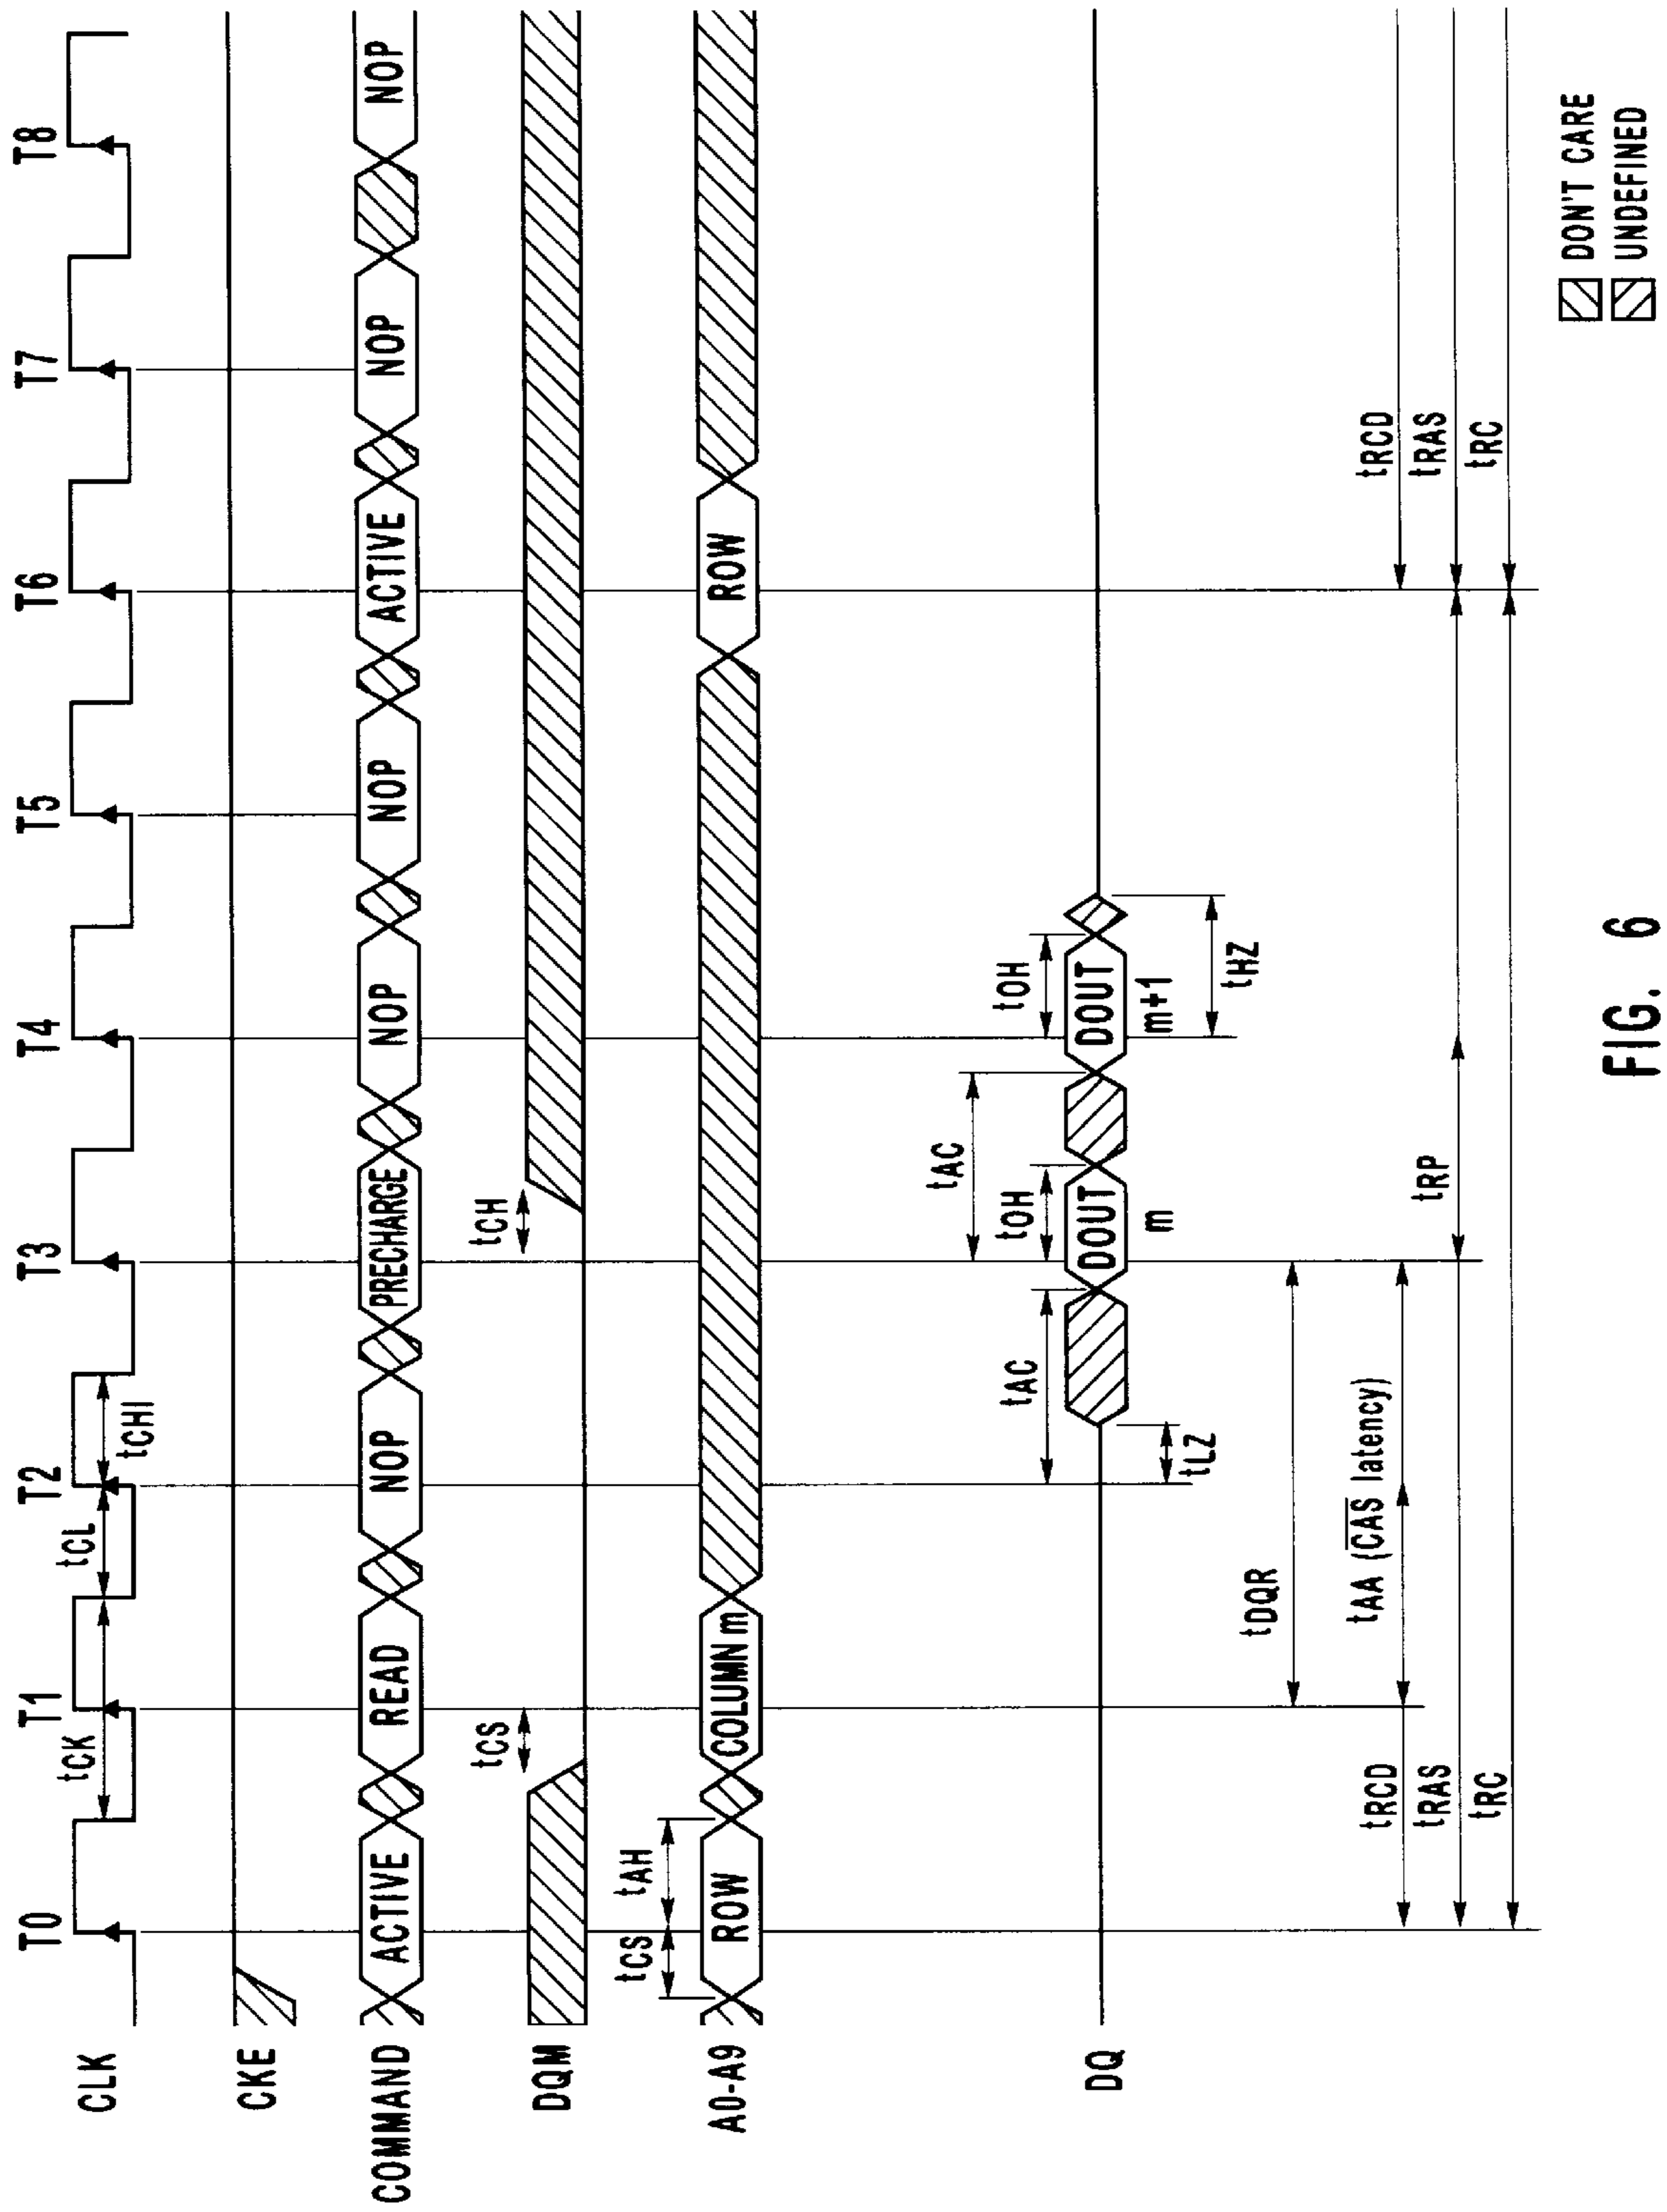 T0 T1 T2 T3 T4 T5 T6 T7 T8
tCK tCL tCHI
CLK
CKE
COMMAND ACTIVE READ NOP PRECHARGE NOP NOP ACTIVE NOP NOP
tCS tCH
DQM
tCS tAH
A0-A9 ROW COLUMN m ROW
tAC
tOH tOH
tAC
DQ DOUT DOUT
m m+1
tLZ tHZ
tDQR
tRCD tAA (CAS latency) tRCD
tRAS tRP tRAS
tRC tRC
DON'T CARE
UNDEFINED
FIG. 6